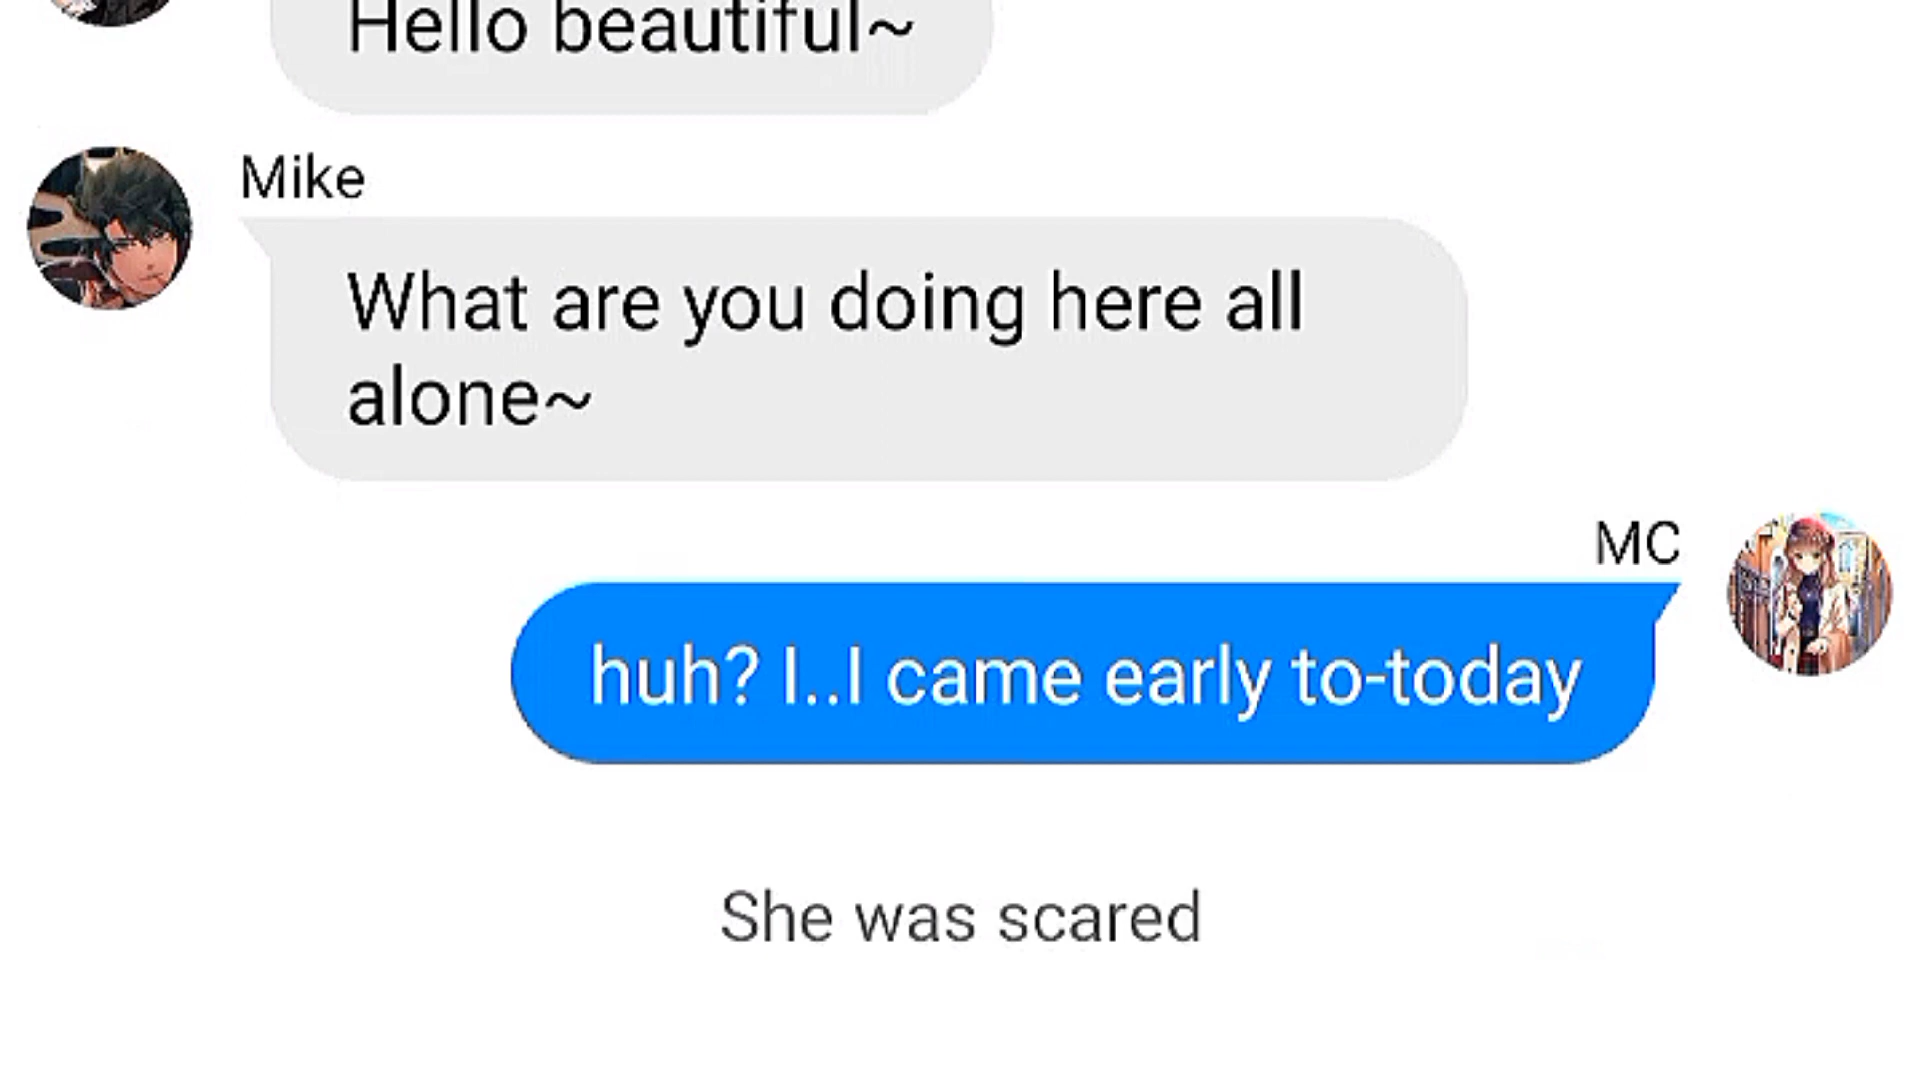 Hello beautiful~
Mike
What are you doing here all
alone~
MC
huh? I..I came early to-today
She was scared